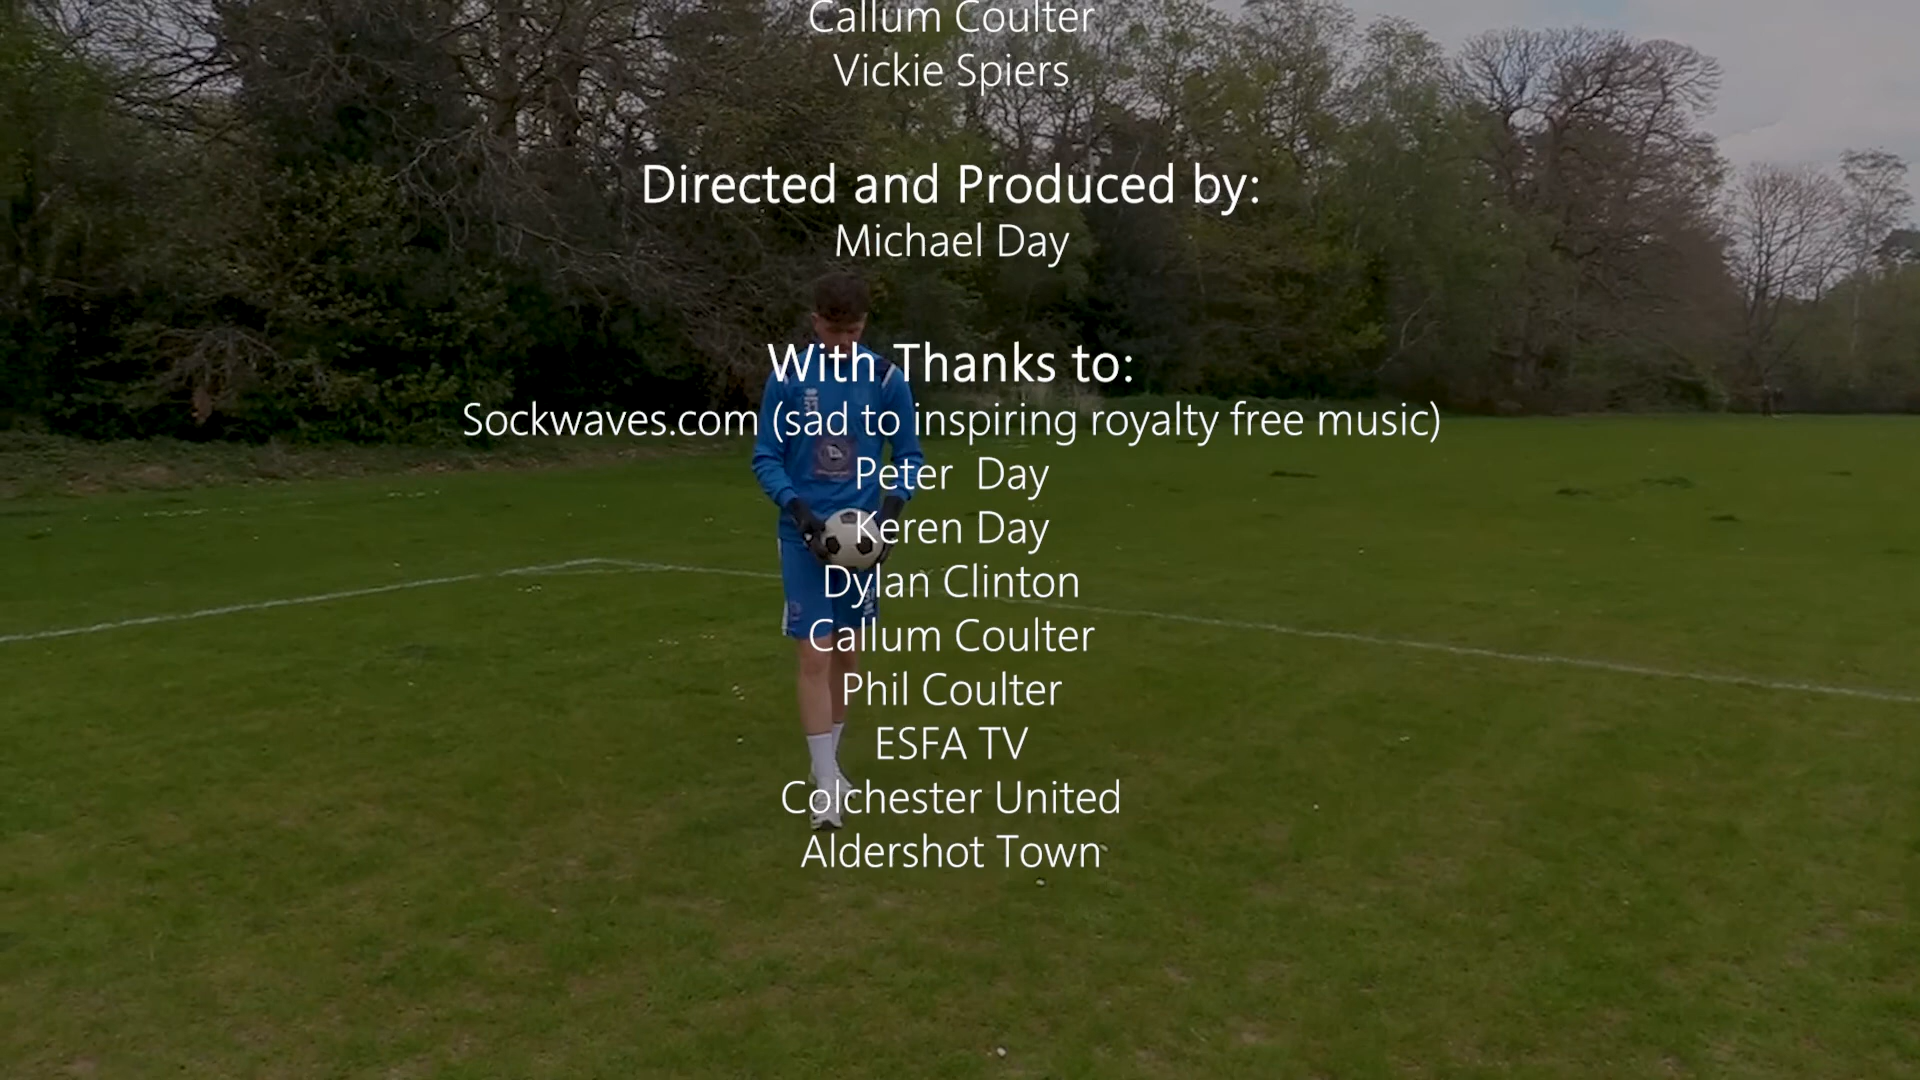 Callum Coulter
Vickie Spiers
Directed and Produced by:
Michael Day
With Thanks to:
Sockwaves.com (sad to inspiring royalty free music)
Peter  Day
Keren Day
Dylan Clinton
Callum Coulter
Phil Coulter
ESFA TV
Colchester United
Aldershot Town